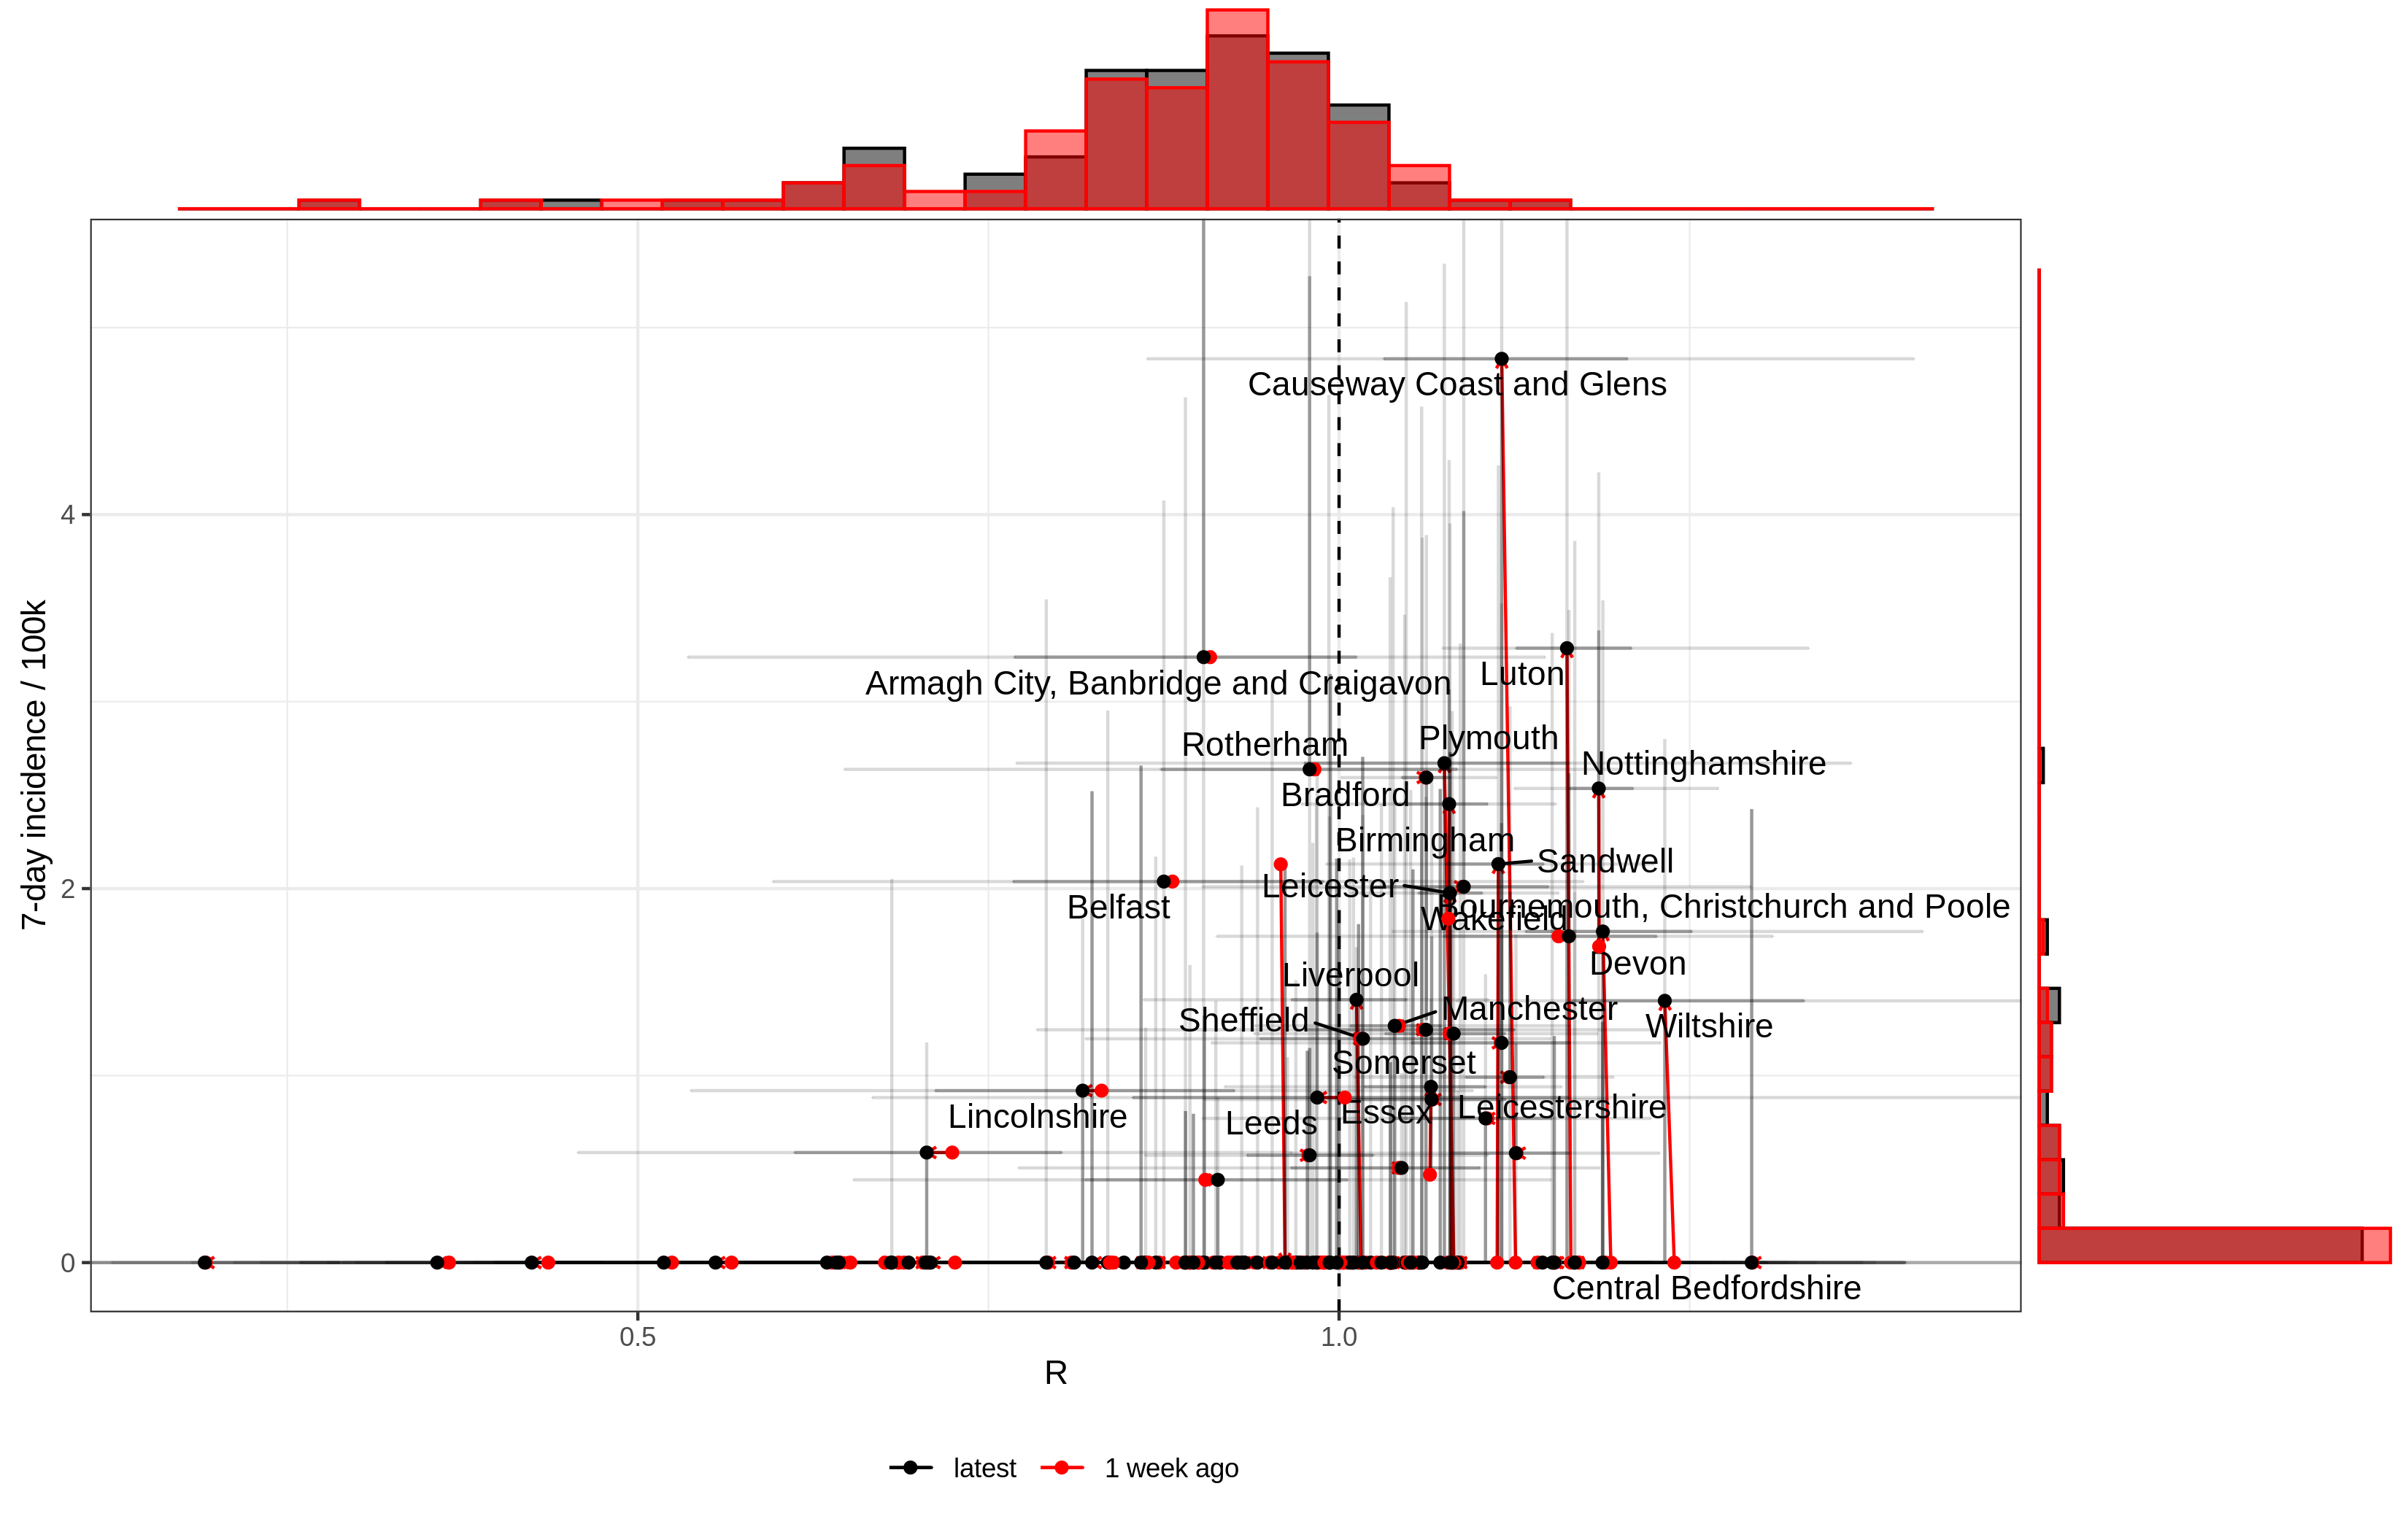 Causeway Coast and Glens
4
7-day incidence / 100k
Luton
Armagh City, Banbridge and Craigavon
Plymouth
Rotherham
Nottinghamshire
Bradford
Birmingham
Sandwell
2
Leicester
Belfast
Bournemouth, Christchurch and Poole
Wakefield
Devon
Liverpool
Manchester
Sheffield
Wiltshire
Somerset
Lincolnshire
Leeds
Essex
Leicestershire
0
Central Bedfordshire
0.5
1.0
R
latest
1 week ago